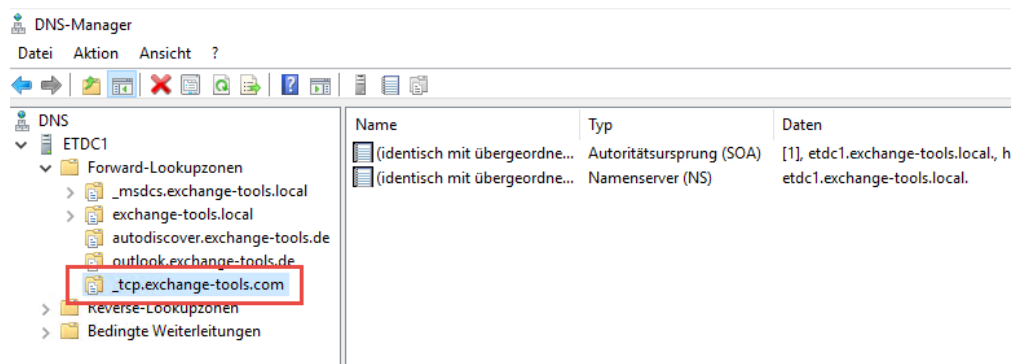 DNS-Manager
Datei Aktion Ansicht ?
DNS
ETDC1
Forward-Lookupzonen
_msdcs.exchange-tools.local
exchange-tools.local
autodiscover.exchange-tools.de
outlook.exchange-tools.de
_tcp.exchange-tools.com
Reverse-Lookupzonen
Bedingte Weiterleitungen
Name Typ Daten
(identisch mit übergeordne... Autoritätsursprung (SOA) [1], etdc1.exchange-tools.local., h
(identisch mit übergeordne... Namenserver (NS) etdc1.exchange-tools.local.